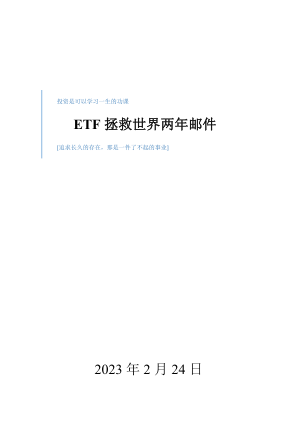 投资是可以学习一生的功课
ETF 拯救世界两年邮件
[追求长久的存在，那是一件了不起的事业]
2023 年 2 月 24 日